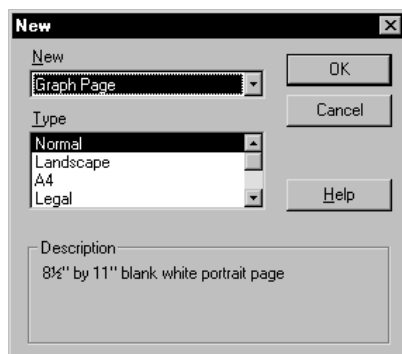 New
New
Graph Page
Type
Normal
Landscape
A4
Legal
OK
Cancel
Help
Description
8½" by 11" blank white portrait page